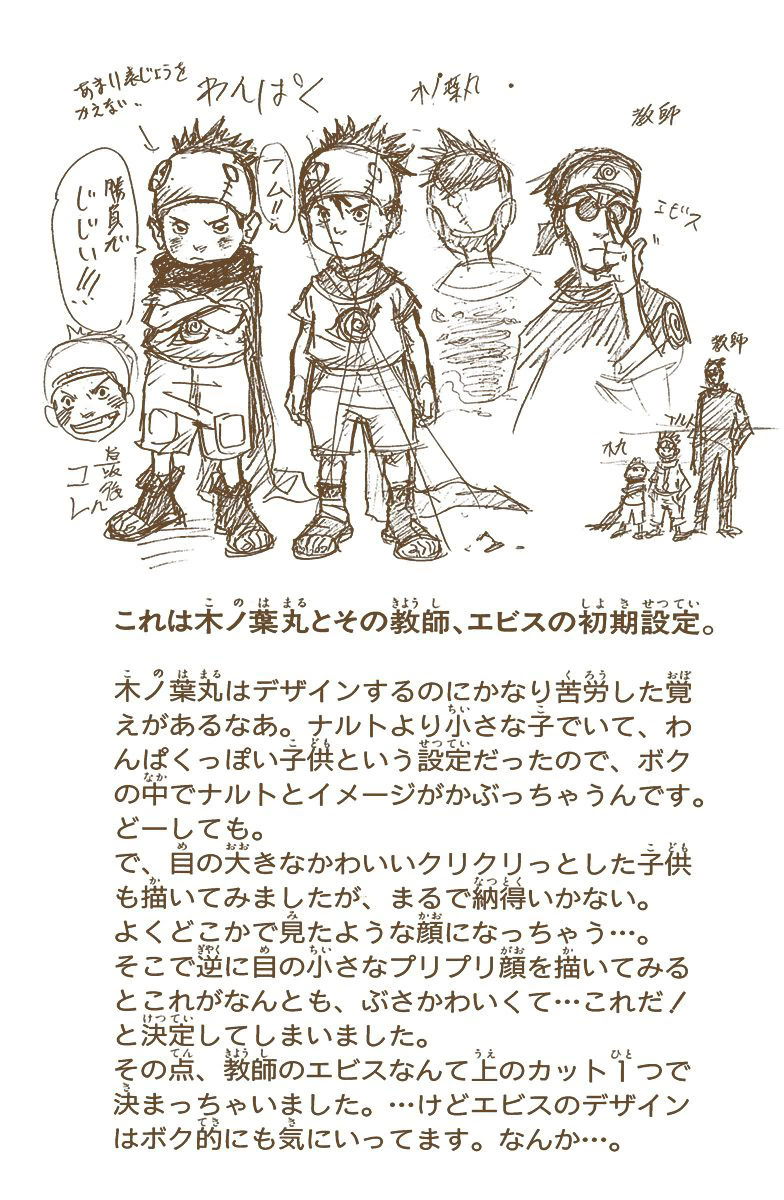 あまり表じょうを
かえない..
わんぱく
木ノ葉丸
教師
フム!!
勝負だ
じじい!!!
エビス
教師
木丸
これは木ノ葉丸とその教師、エビスの初期設定。
木ノ葉丸はデザインするのにかなり苦労した覚
えがあるなあ。ナルトより小さな子でいて、わ
んぱくっぽい子供という設定だったので、ボク
の中でナルトとイメージがかぶっちゃうんです。
どーしても。
で、目の大きなかわいいクリクリっとした子供
も描いてみましたが、まるで納得いかない。
よくどこかで見たような顔になっちゃう…。
そこで逆に目の小さなプリプリ顔を描いてみる
とこれがなんとも、ぶさかわいくて…これだ!
と決定してしまいました。
その点、教師のエビスなんて上のカット1つで
決まっちゃいました。…けどエビスのデザイン
はボク的にも気にいってます。なんか…。